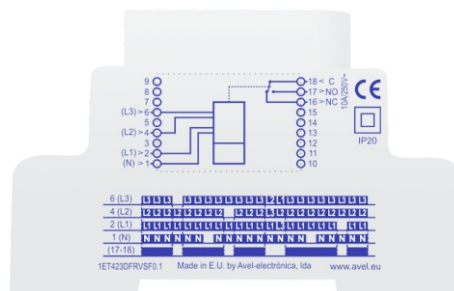 9
8
7
(L3) > 6
5
(L2) > 4
3
(L1) > 2
(N) > 1
18 < C
17 > NO
16 > NC
15
14
13
12
11
10
10A/250V~
CE
IP20
6 (L3)
4 (L2)
2 (L1)
1 (N)
(17-18)
1ET423DFRVSF0.1 Made in E.U. by Avel-electrónica, lda www.avel.eu